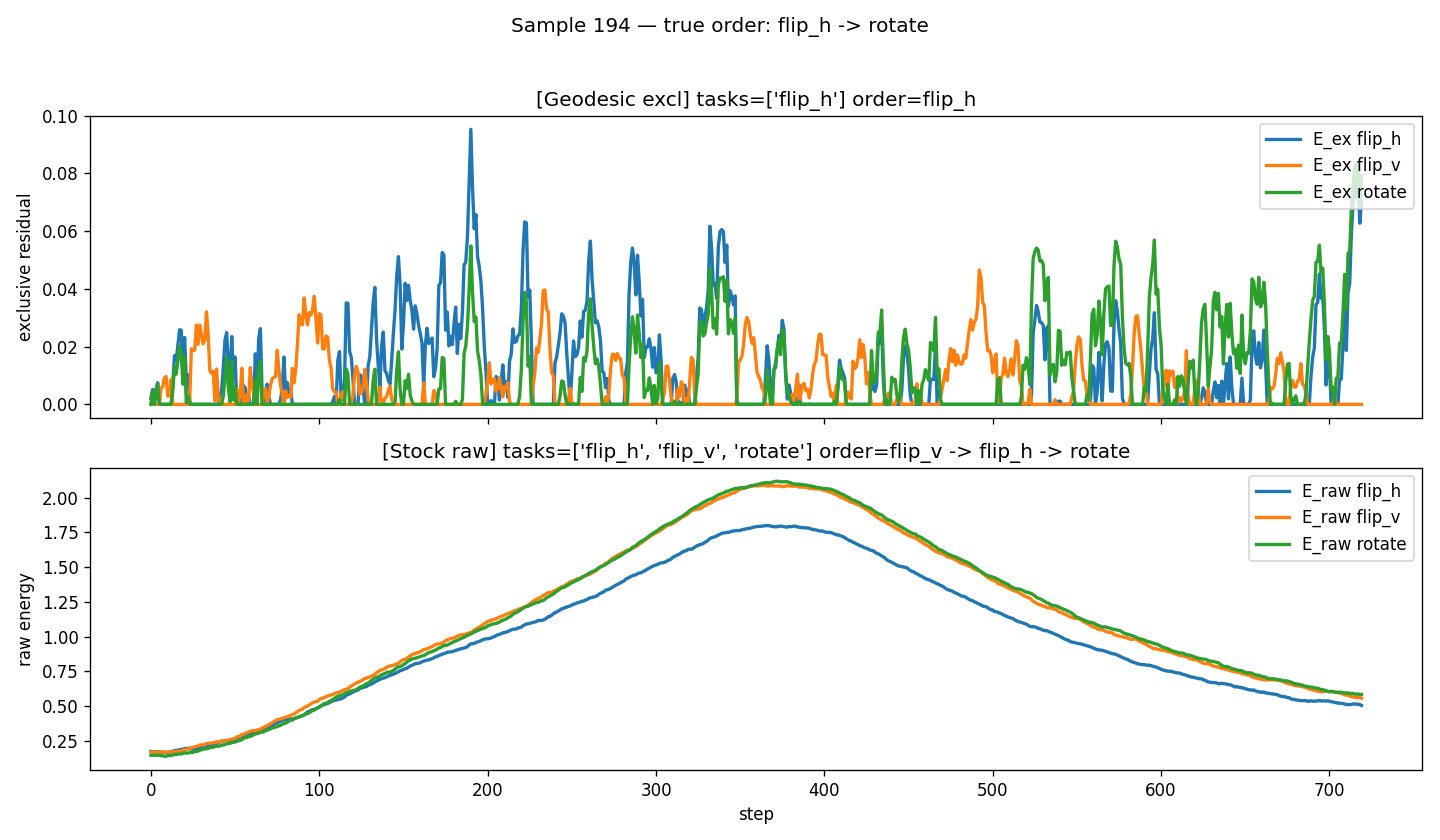 Sample 194 — true order: flip_h -> rotate
[Geodesic excl] tasks=['flip_h'] order=flip_h
exclusive residual
0.10
0.08
0.06
0.04
0.02
0.00
E_ex flip_h
E_ex flip_v
E_ex rotate
[Stock raw] tasks=['flip_h', 'flip_v', 'rotate'] order=flip_v -> flip_h -> rotate
raw energy
2.00
1.75
1.50
1.25
1.00
0.75
0.50
0.25
E_raw flip_h
E_raw flip_v
E_raw rotate
0 100 200 300 400 500 600 700
step